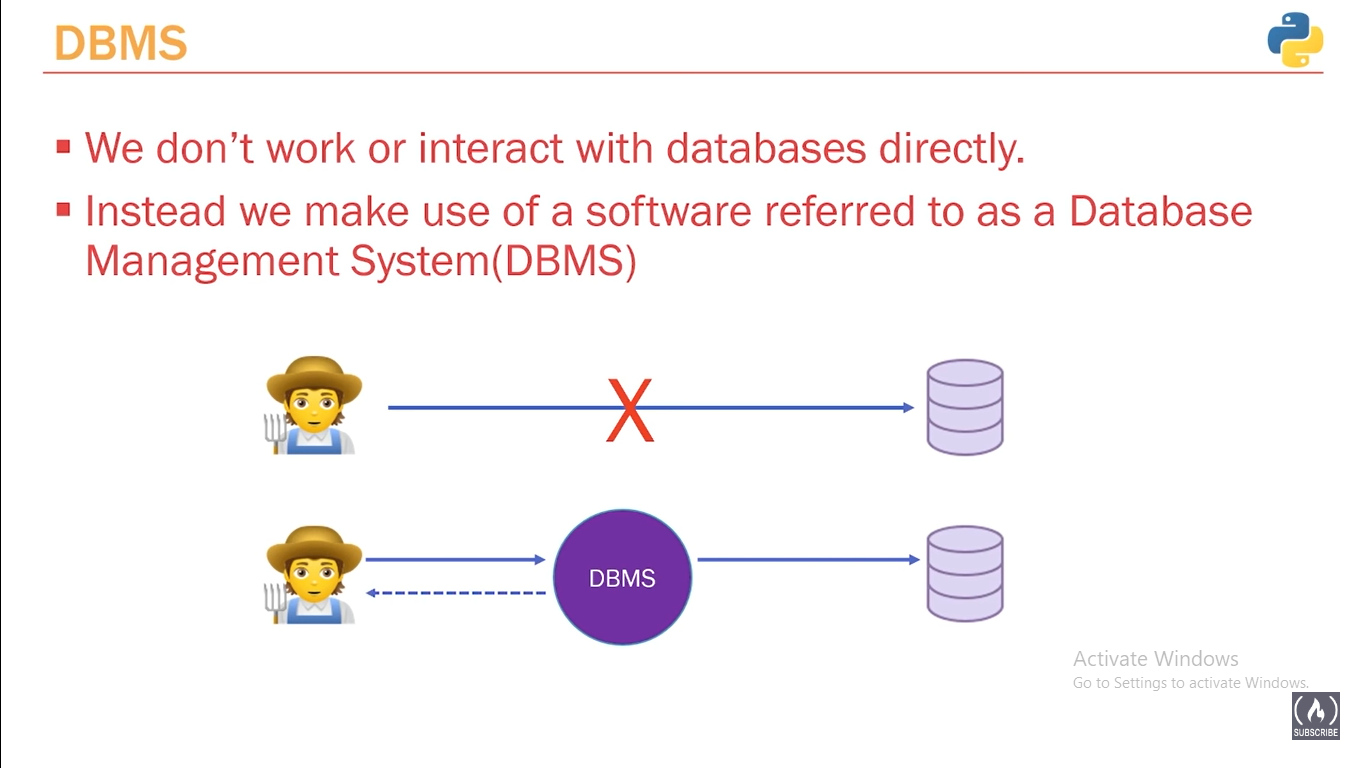 DBMS
We don't work or interact with databases directly.
Instead we make use of a software referred to as a Database
Management System(DBMS)
X
DBMS
Activate Windows
Go to Settings to activate Windows.
SUBSCRIBE